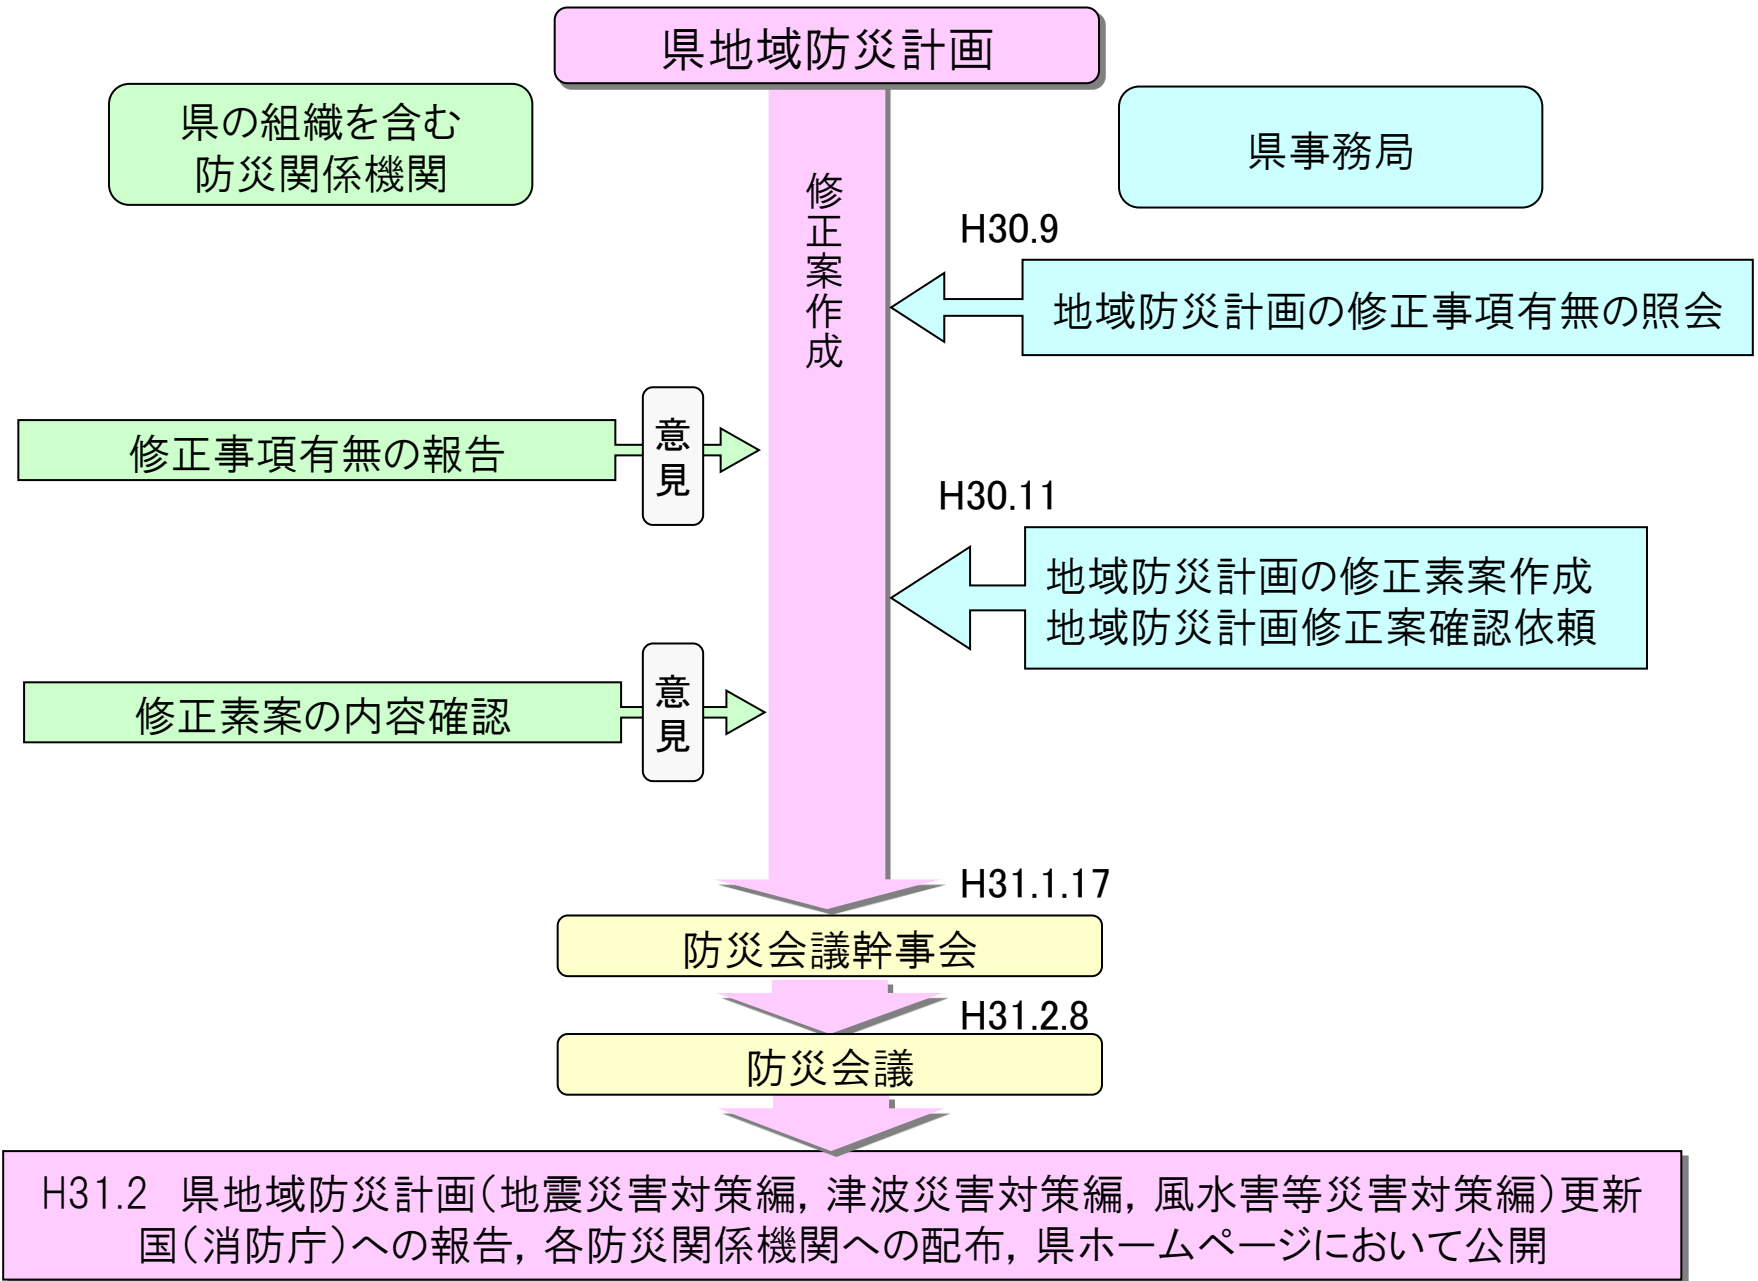 県地域防災計画
県の組織を含む
防災関係機関
県事務局
修正案作成
H30.9
地域防災計画の修正事項有無の照会
修正事項有無の報告
意見
H30.11
地域防災計画の修正素案作成
地域防災計画修正案確認依頼
修正素案の内容確認
意見
H31.1.17
防災会議幹事会
H31.2.8
防災会議
H31.2　県地域防災計画（地震災害対策編，津波災害対策編，風水害等災害対策編）更新
国（消防庁）への報告，各防災関係機関への配布，県ホームページにおいて公開